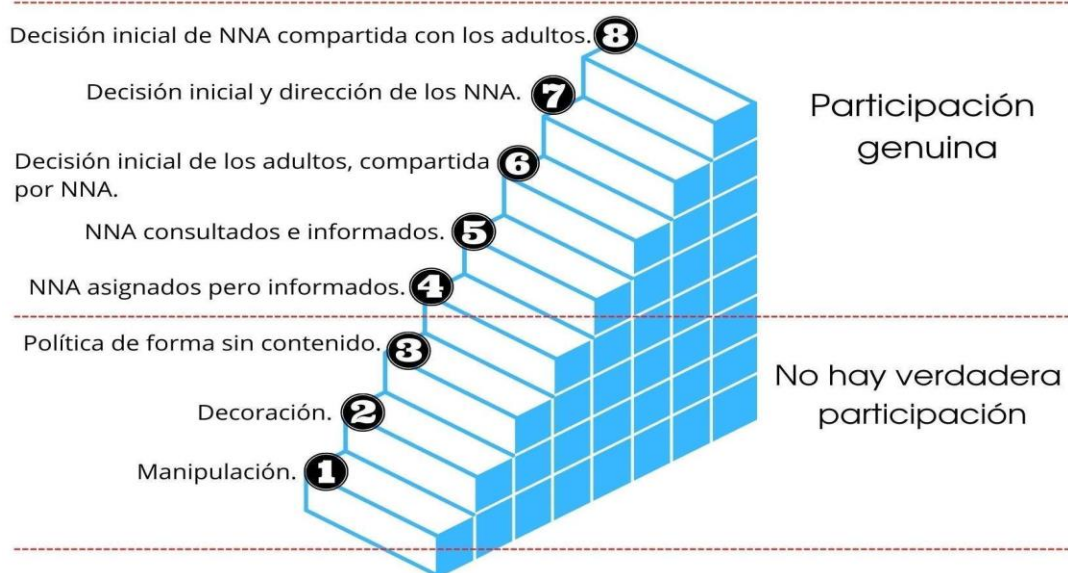 Decisión inicial de NNA compartida con los adultos. 8
Decisión inicial y dirección de los NNA. 7
Participación
genuina
Decisión inicial de los adultos, compartida 6
por NNA.
NNA consultados e informados. 5
NNA asignados pero informados. 4
Política de forma sin contenido. 3
No hay verdadera
participación
Decoración. 2
Manipulación. 1